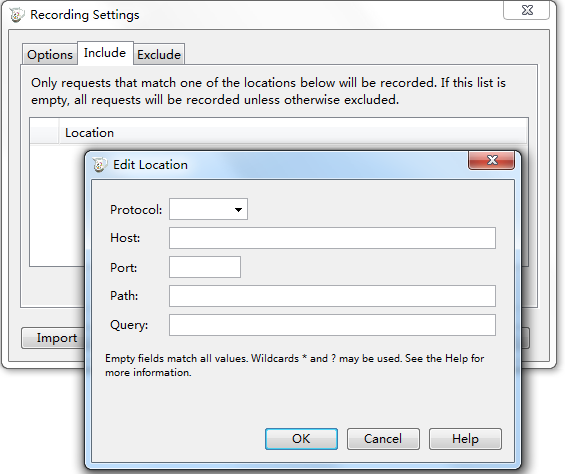 Recording Settings
Options Include Exclude
Only requests that match one of the locations below will be recorded. If this list is
empty, all requests will be recorded unless otherwise excluded.
Location
Import
Edit Location
Protocol:
Host:
Port:
Path:
Query:
Empty fields match all values. Wildcards * and ? may be used. See the Help for
more information.
OK Cancel Help